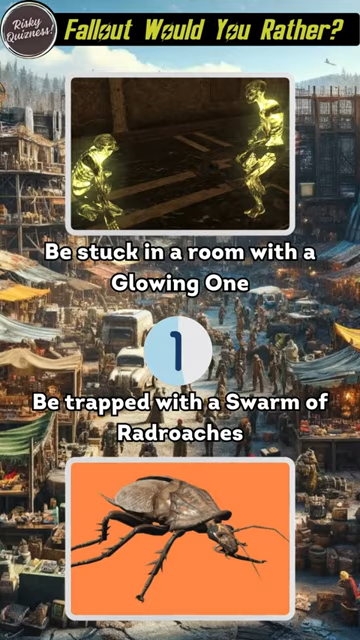 Risky
Quizness!
Fallout Would You Rather?
Be stuck in a room with a
Glowing One
1
Be trapped with a Swarm of
Radroaches